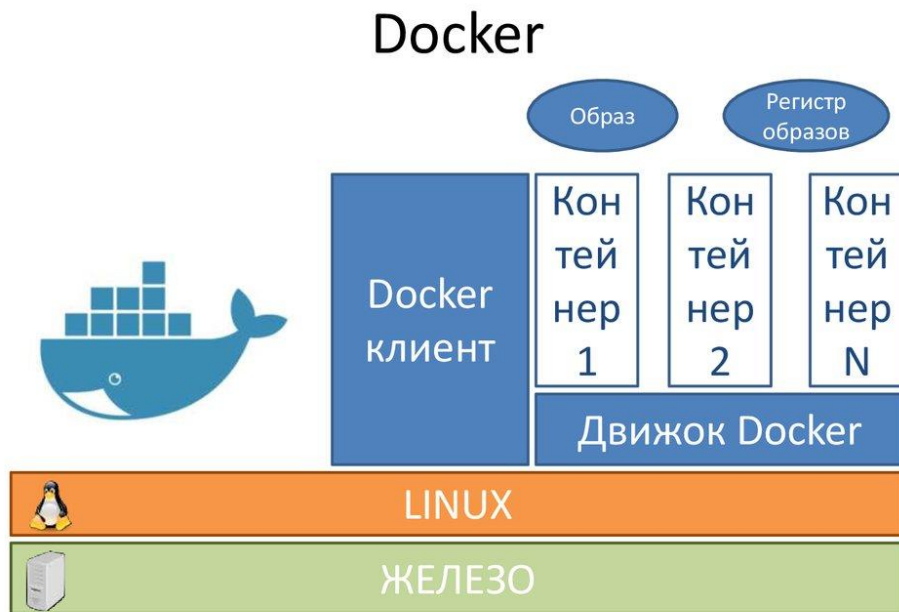 Docker
Образ
Регистр
образов
Docker
клиент
Кон
тей
нер
1
Кон
тей
нер
2
Кон
тей
нер
N
Движок Docker
LINUX
ЖЕЛЕЗО